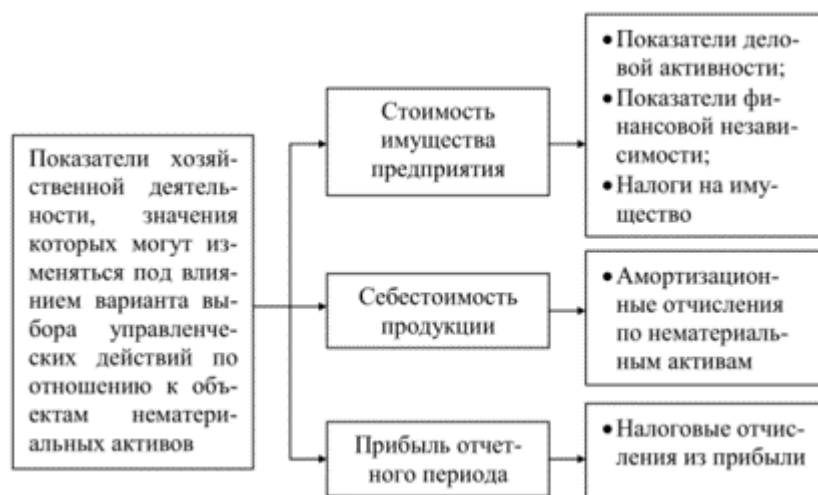 Показатели хозяй-
ственной деятель-
ности, значения
которых могут из-
меняться под влия-
нием варианта вы-
бора управленче-
ских действий по
отношению к объ-
ектам нематери-
альных активов
Стоимость
имущества
предприятия
• Показатели дело-
вой активности;
• Показатели фи-
нансовой незави-
симости;
• Налоги на иму-
щество
Себестоимость
продукции
• Амортизацион-
ные отчисления
по нематериаль-
ным активам
Прибыль отчет-
ного периода
• Налоговые отчис-
ления из прибыли